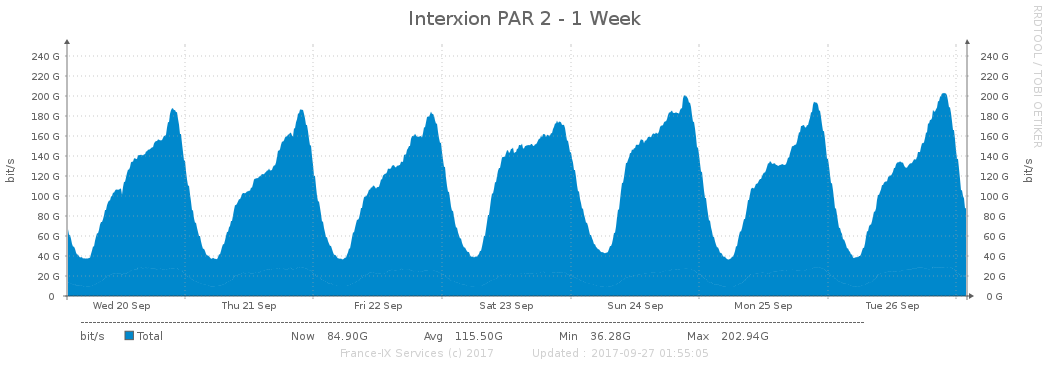 Interxion PAR 2 - 1 Week
RRDTOOL / TOBI OETIKER
bit/s
240 G 240 G
220 G 220 G
200 G 200 G
180 G 180 G
160 G 160 G
140 G 140 G
120 G 120 G
100 G 100 G
80 G 80 G
60 G 60 G
40 G 40 G
20 G 20 G
0 0 G
bit/s
Wed 20 Sep Thu 21 Sep Fri 22 Sep Sat 23 Sep Sun 24 Sep Mon 25 Sep Tue 26 Sep
bit/s Total Now 84.90G Avg 115.50G Min 36.28G Max 202.94G
France-IX Services (c) 2017 Updated : 2017-09-27 01:55:05